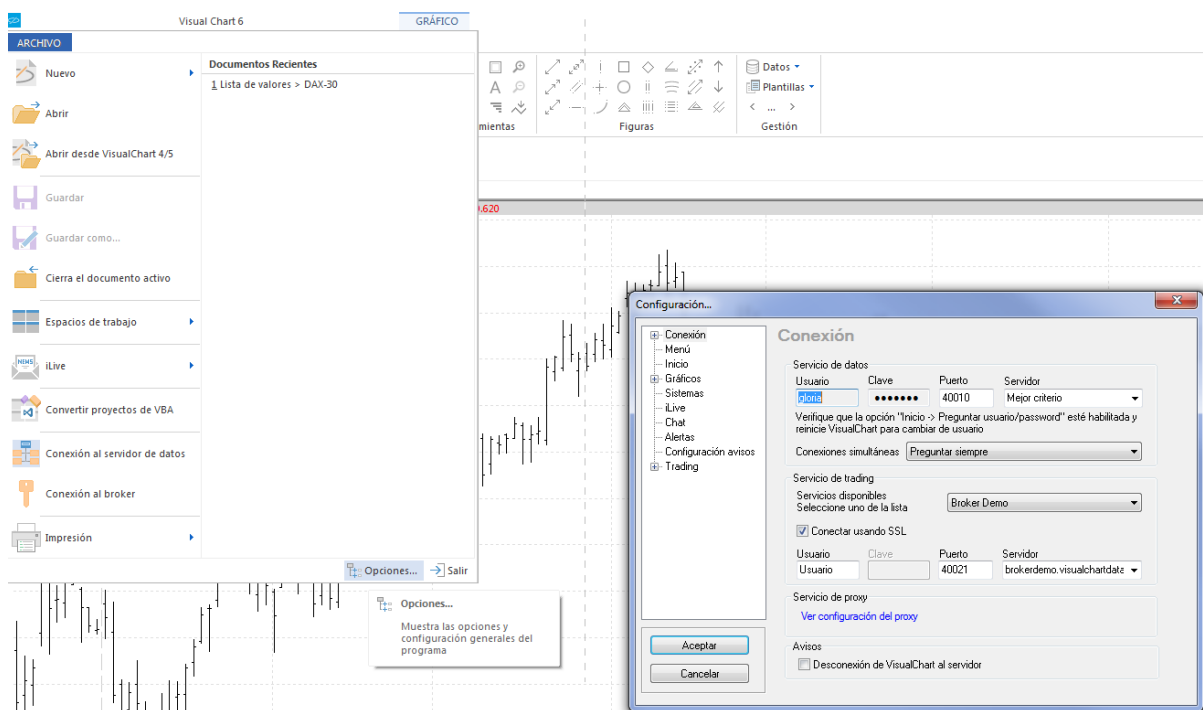 Visual Chart 6
GRÁFICO
ARCHIVO
Nuevo
Abrir
Abrir desde VisualChart 4/5
Guardar
Guardar como...
Cierra el documento activo
Espacios de trabajo
NEWS
iLive
Convertir proyectos de VBA
Conexión al servidor de datos
Conexión al broker
Impresión
Documentos Recientes
1 Lista de valores > DAX-30
Opciones...
Salir
Opciones...
Muestra las opciones y
configuración generales del
programa
mientas
Figuras
Datos
Plantillas
< ... >
Gestión
.620
Configuración...
Conexión
Menú
Inicio
Gráficos
Sistemas
iLive
Chat
Alertas
Configuración avisos
Trading
Aceptar
Cancelar
Conexión
Servicio de datos
Usuario Clave Puerto Servidor
gloria ●●●●●●● 40010 Mejor criterio
Verifique que la opción "Inicio -> Preguntar usuario/password" esté habilitada y
reinicie VisualChart para cambiar de usuario
Conexiones simultáneas Preguntar siempre
Servicio de trading
Servicios disponibles
Seleccione uno de la lista
Broker Demo
Conectar usando SSL
Usuario Clave Puerto Servidor
Usuario 40021 brokerdemo.visualchartdata
Servicio de proxy
Ver configuración del proxy
Avisos
Desconexión de VisualChart al servidor